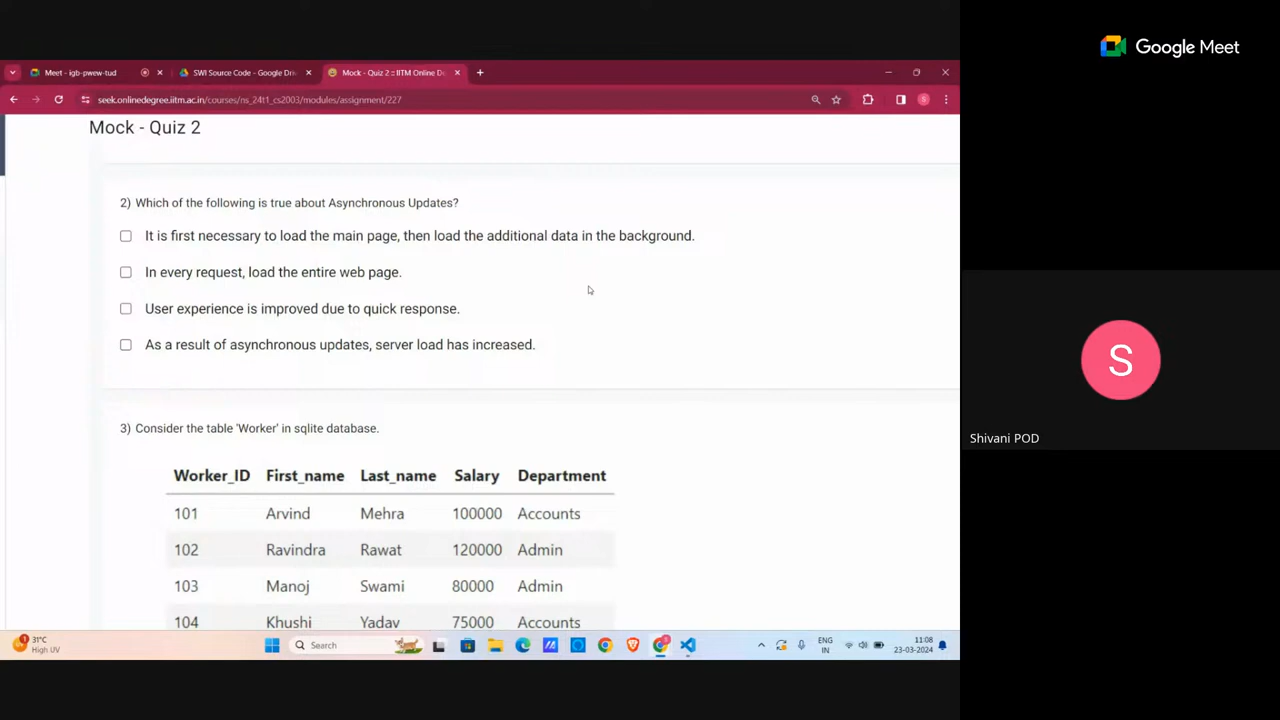 Google Meet
Meet - igb-pwew-tud
SWI Source Code - Google Dri
Mock - Quiz 2 :: IITM Online De
seek.onlinedegree.iitm.ac.in/courses/ns_24t1_cs2003/modules/assignment/227
S
Mock - Quiz 2
2) Which of the following is true about Asynchronous Updates?
It is first necessary to load the main page, then load the additional data in the background.
In every request, load the entire web page.
User experience is improved due to quick response.
As a result of asynchronous updates, server load has increased.
S
Shivani POD
3) Consider the table 'Worker' in sqlite database.
Worker_ID First_name Last_name Salary Department
101 Arvind Mehra 100000 Accounts
102 Ravindra Rawat 120000 Admin
103 Manoj Swami 80000 Admin
104 Khushi Yadav 75000 Accounts
31°C
High UV
Search
ENG
IN
11:08
23-03-2024